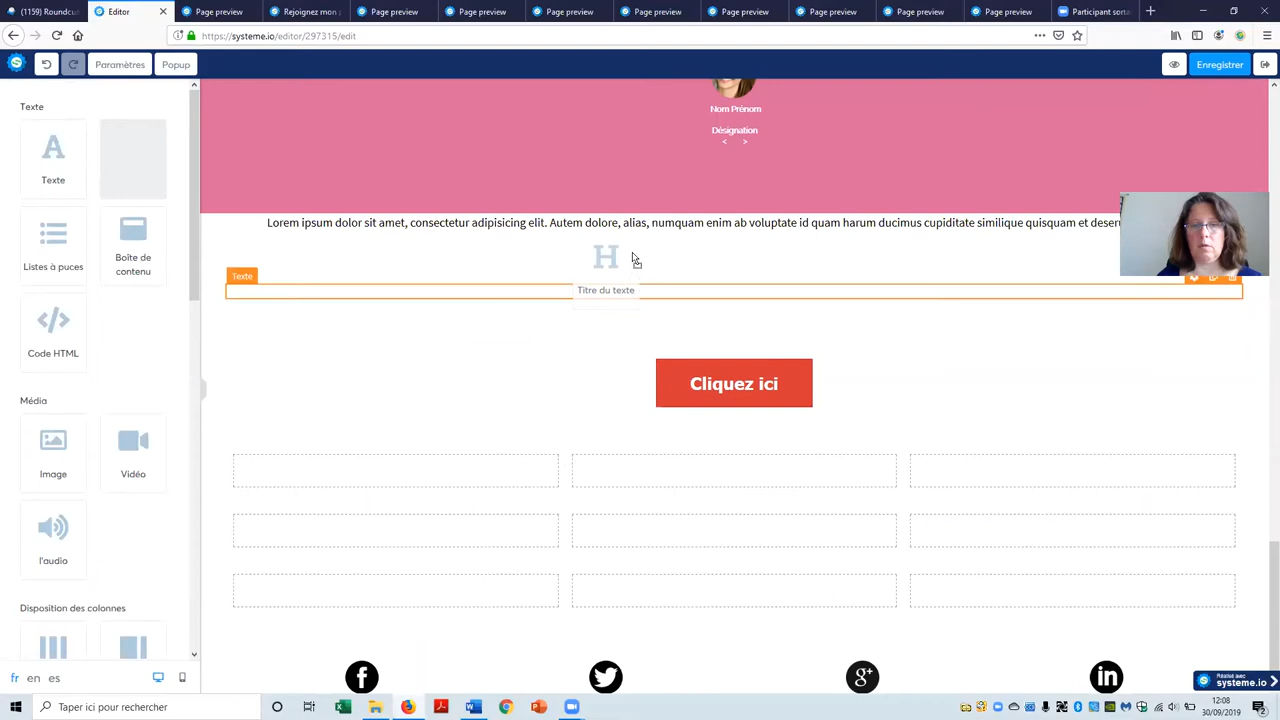 (1159) Roundcu
Editor
Page preview
Rejoignez mon
Page preview
Page preview
Page preview
Page preview
Page preview
Page preview
Page preview
Page preview
Participant sorta
https://systeme.io/editor/297315/edit
Paramètres
Popup
Enregistrer
Texte
Texte
Listes à puces
Boîte de
contenu
Code HTML
Média
Image
Vidéo
l'audio
Disposition des colonnes
fr en es
Nom Prénom
Désignation
< >
Lorem ipsum dolor sit amet, consectetur adipisicing elit. Autem dolore, alias, numquam enim ab voluptate id quam harum ducimus cupiditate similique quisquam et deser
H
Titre du texte
Texte
Cliquez ici
Réalisé avec
systeme.io
Taper ici pour rechercher
12:08
30/09/2019